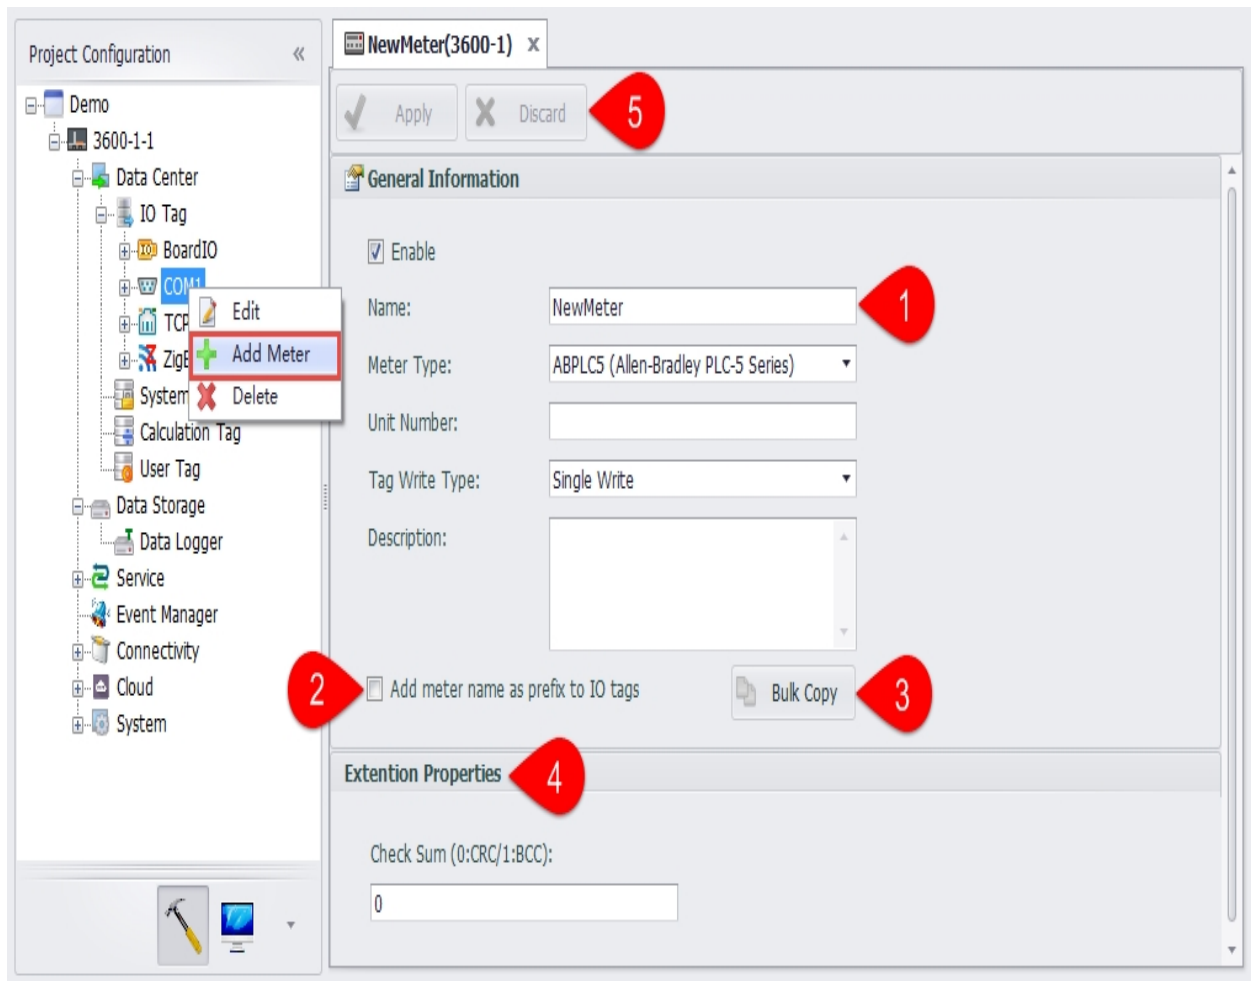 Project Configuration «
Demo
3600-1-1
Data Center
IO Tag
BoardIO
COM1
TCP
ZigB
System
Calculation Tag
User Tag
Data Storage
Data Logger
Service
Event Manager
Connectivity
Cloud
System
Edit
Add Meter
Delete
NewMeter(3600-1) x
Apply Discard 5
General Information
Enable
Name: NewMeter 1
Meter Type: ABPLC5 (Allen-Bradley PLC-5 Series)
Unit Number:
Tag Write Type: Single Write
Description:
2 Add meter name as prefix to IO tags Bulk Copy 3
Extention Properties 4
Check Sum (0:CRC/1:BCC):
0